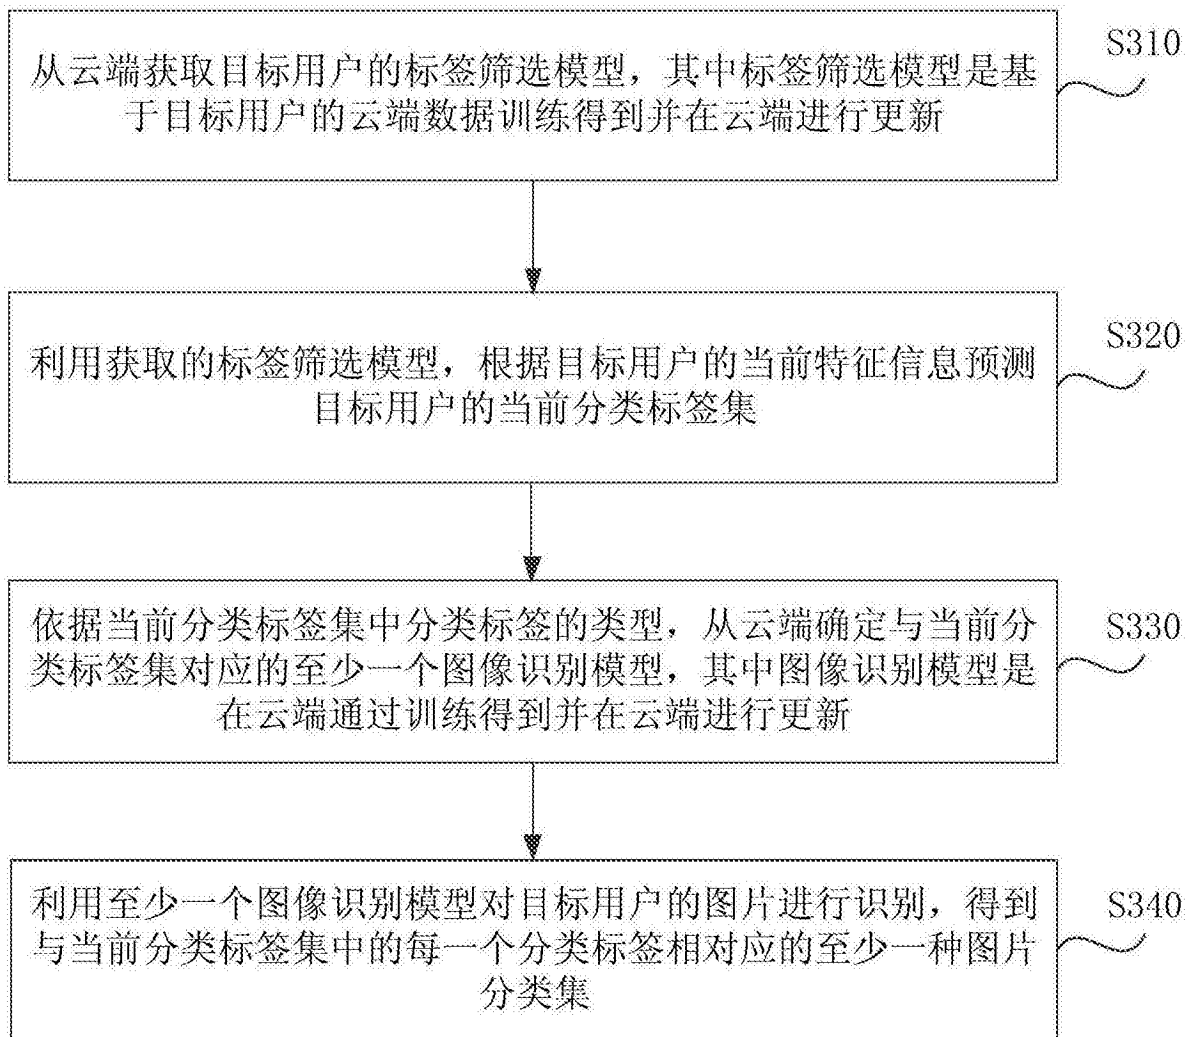 从云端获取目标用户的标签筛选模型，其中标签筛选模型是基
于目标用户的云端数据训练得到并在云端进行更新
S310
利用获取的标签筛选模型，根据目标用户的当前特征信息预测
目标用户的当前分类标签集
S320
依据当前分类标签集中分类标签的类型，从云端确定与当前分
类标签集对应的至少一个图像识别模型，其中图像识别模型是
在云端通过训练得到并在云端进行更新
S330
利用至少一个图像识别模型对目标用户的图片进行识别，得到
与当前分类标签集中的每一个分类标签相对应的至少一种图片
分类集
S340